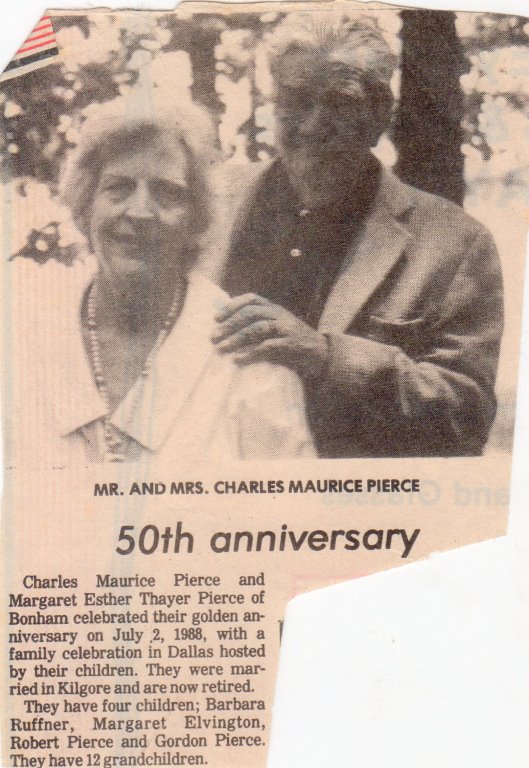 MR. AND MRS. CHARLES MAURICE PIERCE
50th anniversary
Charles Maurice Pierce and
Margaret Esther Thayer Pierce of
Bonham celebrated their golden an-
niversary on July 2, 1988, with a
family celebration in Dallas hosted
by their children. They were mar-
ried in Kilgore and are now retired.
They have four children; Barbara
Ruffner, Margaret Elvington,
Robert Pierce and Gordon Pierce.
They have 12 grandchildren.